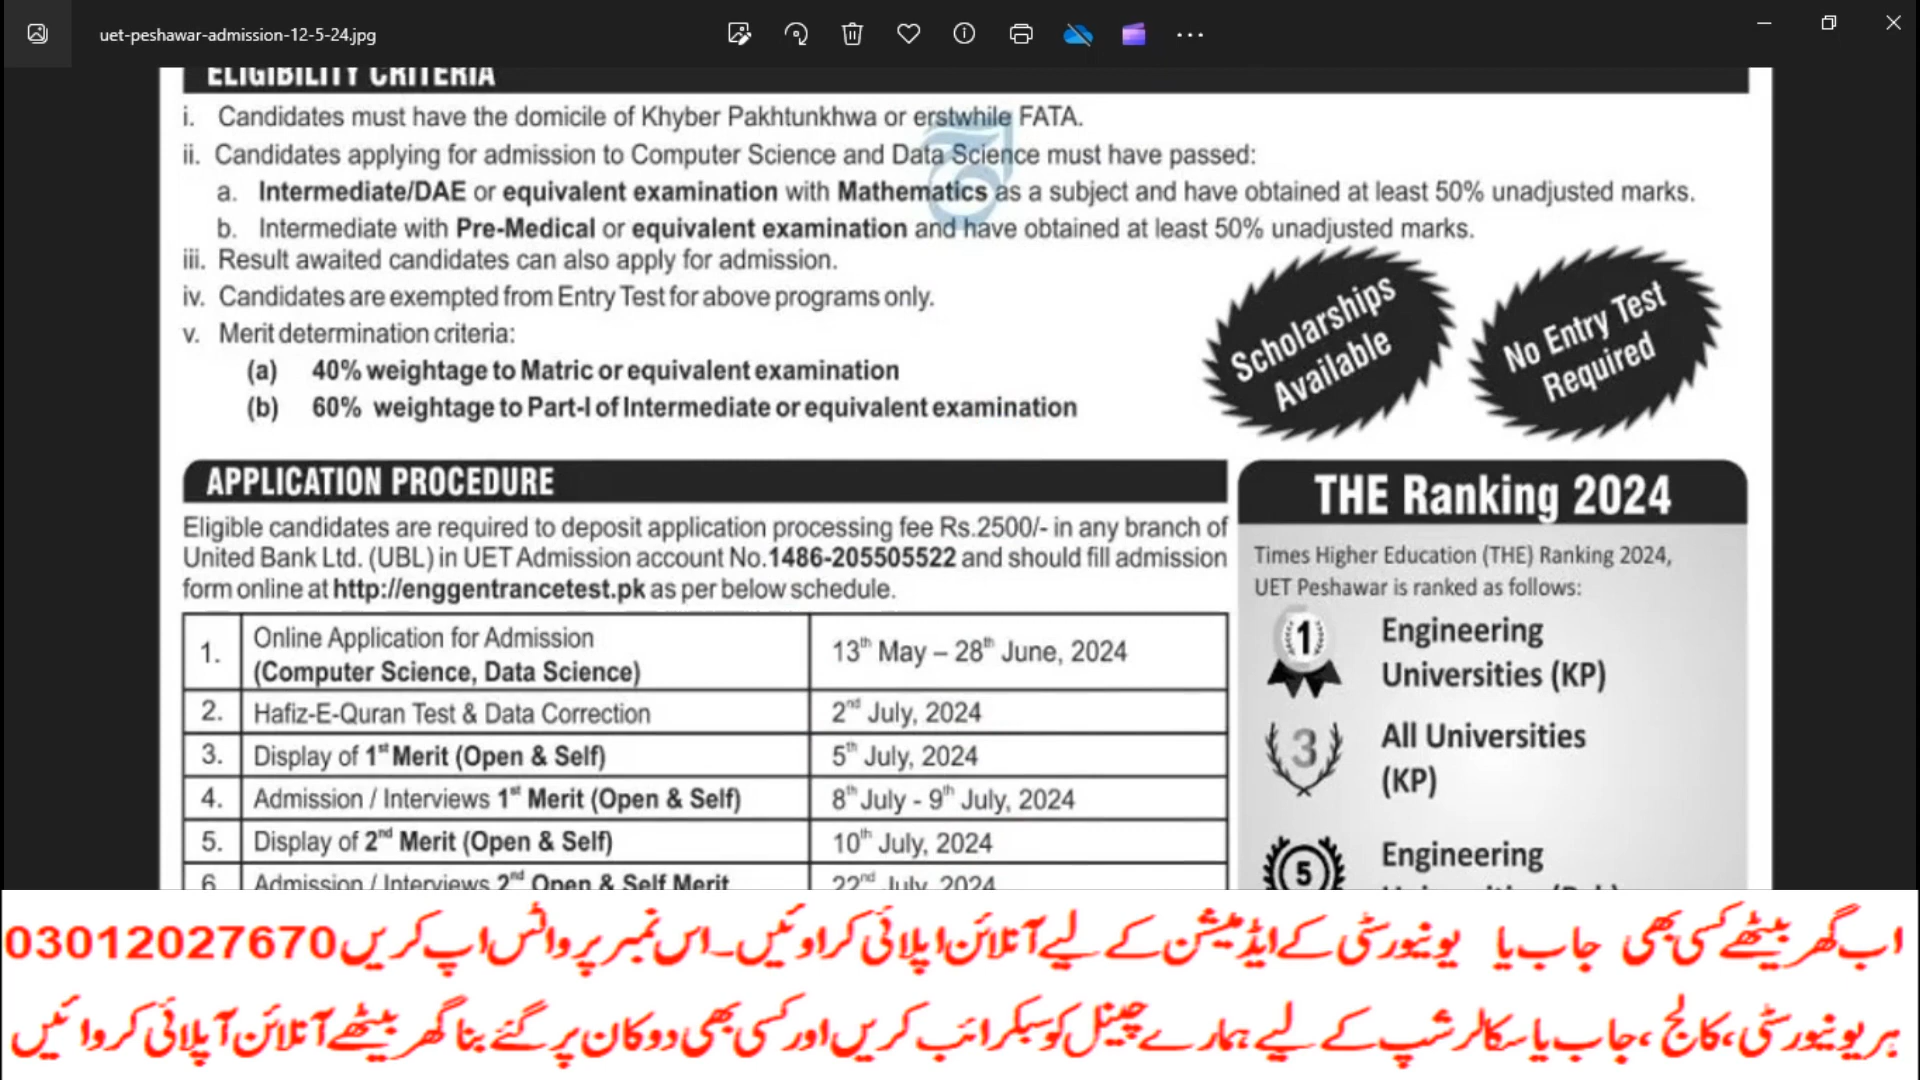 uet-peshawar-admission-12-5-24.jpg
ELIGIBILITY CRITERIA
i. Candidates must have the domicile of Khyber Pakhtunkhwa or erstwhile FATA.
ii. Candidates applying for admission to Computer Science and Data Science must have passed:
a. Intermediate/DAE or equivalent examination with Mathematics as a subject and have obtained at least 50% unadjusted marks.
b. Intermediate with Pre-Medical or equivalent examination and have obtained at least 50% unadjusted marks.
iii. Result awaited candidates can also apply for admission.
iv. Candidates are exempted from Entry Test for above programs only.
v. Merit determination criteria:
(a) 40% weightage to Matric or equivalent examination
(b) 60% weightage to Part-I of Intermediate or equivalent examination
Scholarships
Available
No Entry Test
Required
APPLICATION PROCEDURE
Eligible candidates are required to deposit application processing fee Rs.2500/- in any branch of
United Bank Ltd. (UBL) in UET Admission account No.1486-205505522 and should fill admission
form online at http://enggentrancetest.pk as per below schedule.
1. Online Application for Admission
(Computer Science, Data Science) 13th May – 28th June, 2024
2. Hafiz-E-Quran Test & Data Correction 2nd July, 2024
3. Display of 1st Merit (Open & Self) 5th July, 2024
4. Admission / Interviews 1st Merit (Open & Self) 8th July - 9th July, 2024
5. Display of 2nd Merit (Open & Self) 10th July, 2024
6. Admission / Interviews 2nd Open & Self Merit 22nd July, 2024
THE Ranking 2024
Times Higher Education (THE) Ranking 2024,
UET Peshawar is ranked as follows:
1 Engineering
Universities (KP)
3 All Universities
(KP)
5 Engineering
اب گھر بیٹھے کسی بھی جاب یا یونیورسٹی کے ایڈمیشن کے لیے آنلائن اپلائی کراوئیں۔اس نمبر پر واٹس اپ کریں 03012027670
ہر یونیورسٹی، کالج ،جاب یا سکالرشپ کے لیے ہمارے چینل کو سبکرائب کریں اور کسی بھی دوکان پر گئے بنا گھر بیٹھے آنلائن آپلائی کروائیں